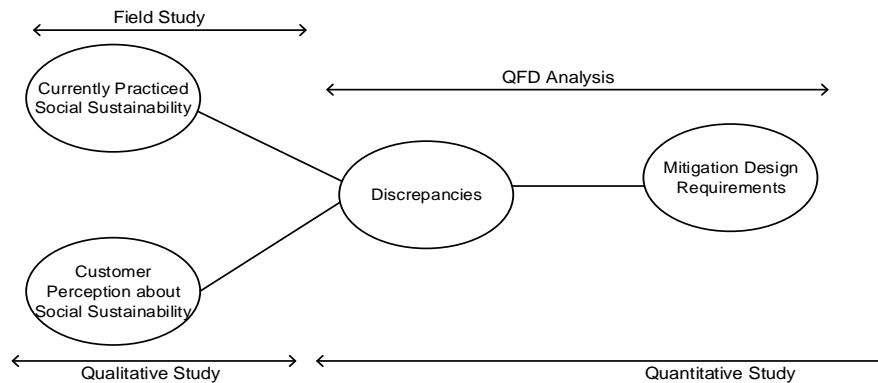 Field Study
Currently Practiced
Social Sustainability
QFD Analysis
Discrepancies
Mitigation Design
Requirements
Customer
Perception about
Social Sustainability
Qualitative Study
Quantitative Study